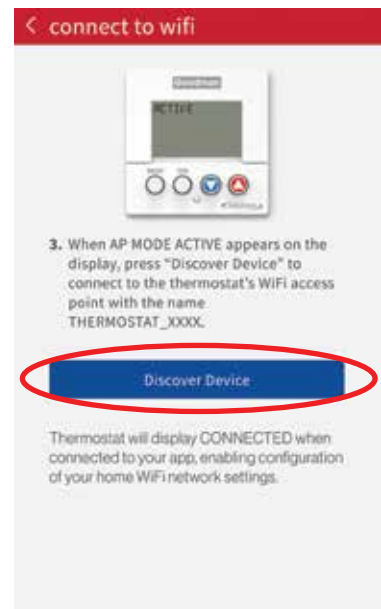 < connect to wifi
ACTIVE
3. When AP MODE ACTIVE appears on the
display, press "Discover Device" to
connect to the thermostat's WiFi access
point with the name
THERMOSTAT_XXXX.
Discover Device
Thermostat will display CONNECTED when
connected to your app, enabling configuration
of your home WiFi network settings.